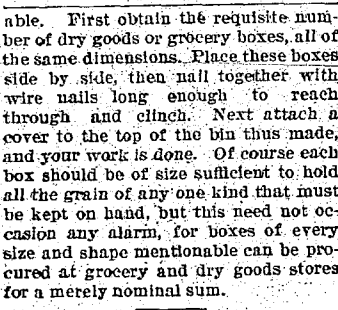 able. First obtain the requisite num-
ber of dry goods or grocery boxes, all of
the same dimensions. Place these boxes
side by side, then nail together with
wire nails long enough to reach
through and clinch. Next attach a
cover to the top of the bin thus made,
and your work is done. Of course each
box should be of size sufficient to hold
all the grain of any one kind that must
be kept on hand, but this need not oc-
casion any alarm, for boxes of every
size and shape mentionable can be pro-
cured at grocery and dry goods stores
for a merely nominal sum.